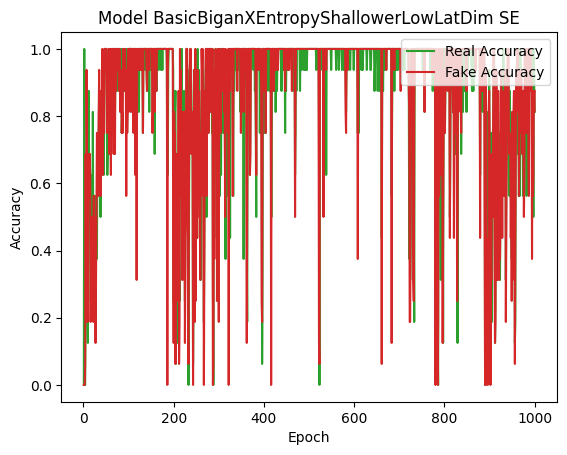 Model BasicBiganXEntropyShallowerLowLatDim SE
Real Accuracy
Fake Accuracy
1.0
0.8
0.6
0.4
0.2
0.0
Accuracy
0
200
400
600
800
1000
Epoch